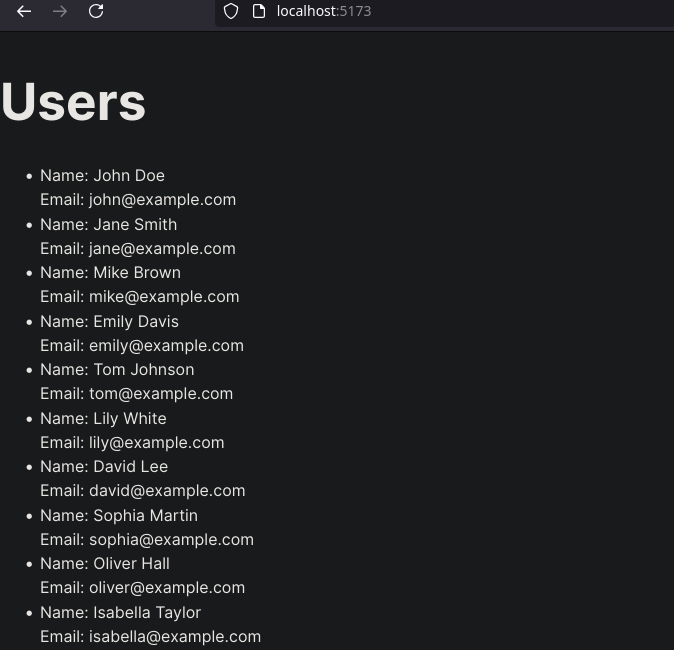 localhost:5173
Users
• Name: John Doe
Email: john@example.com
• Name: Jane Smith
Email: jane@example.com
• Name: Mike Brown
Email: mike@example.com
• Name: Emily Davis
Email: emily@example.com
• Name: Tom Johnson
Email: tom@example.com
• Name: Lily White
Email: lily@example.com
• Name: David Lee
Email: david@example.com
• Name: Sophia Martin
Email: sophia@example.com
• Name: Oliver Hall
Email: oliver@example.com
• Name: Isabella Taylor
Email: isabella@example.com